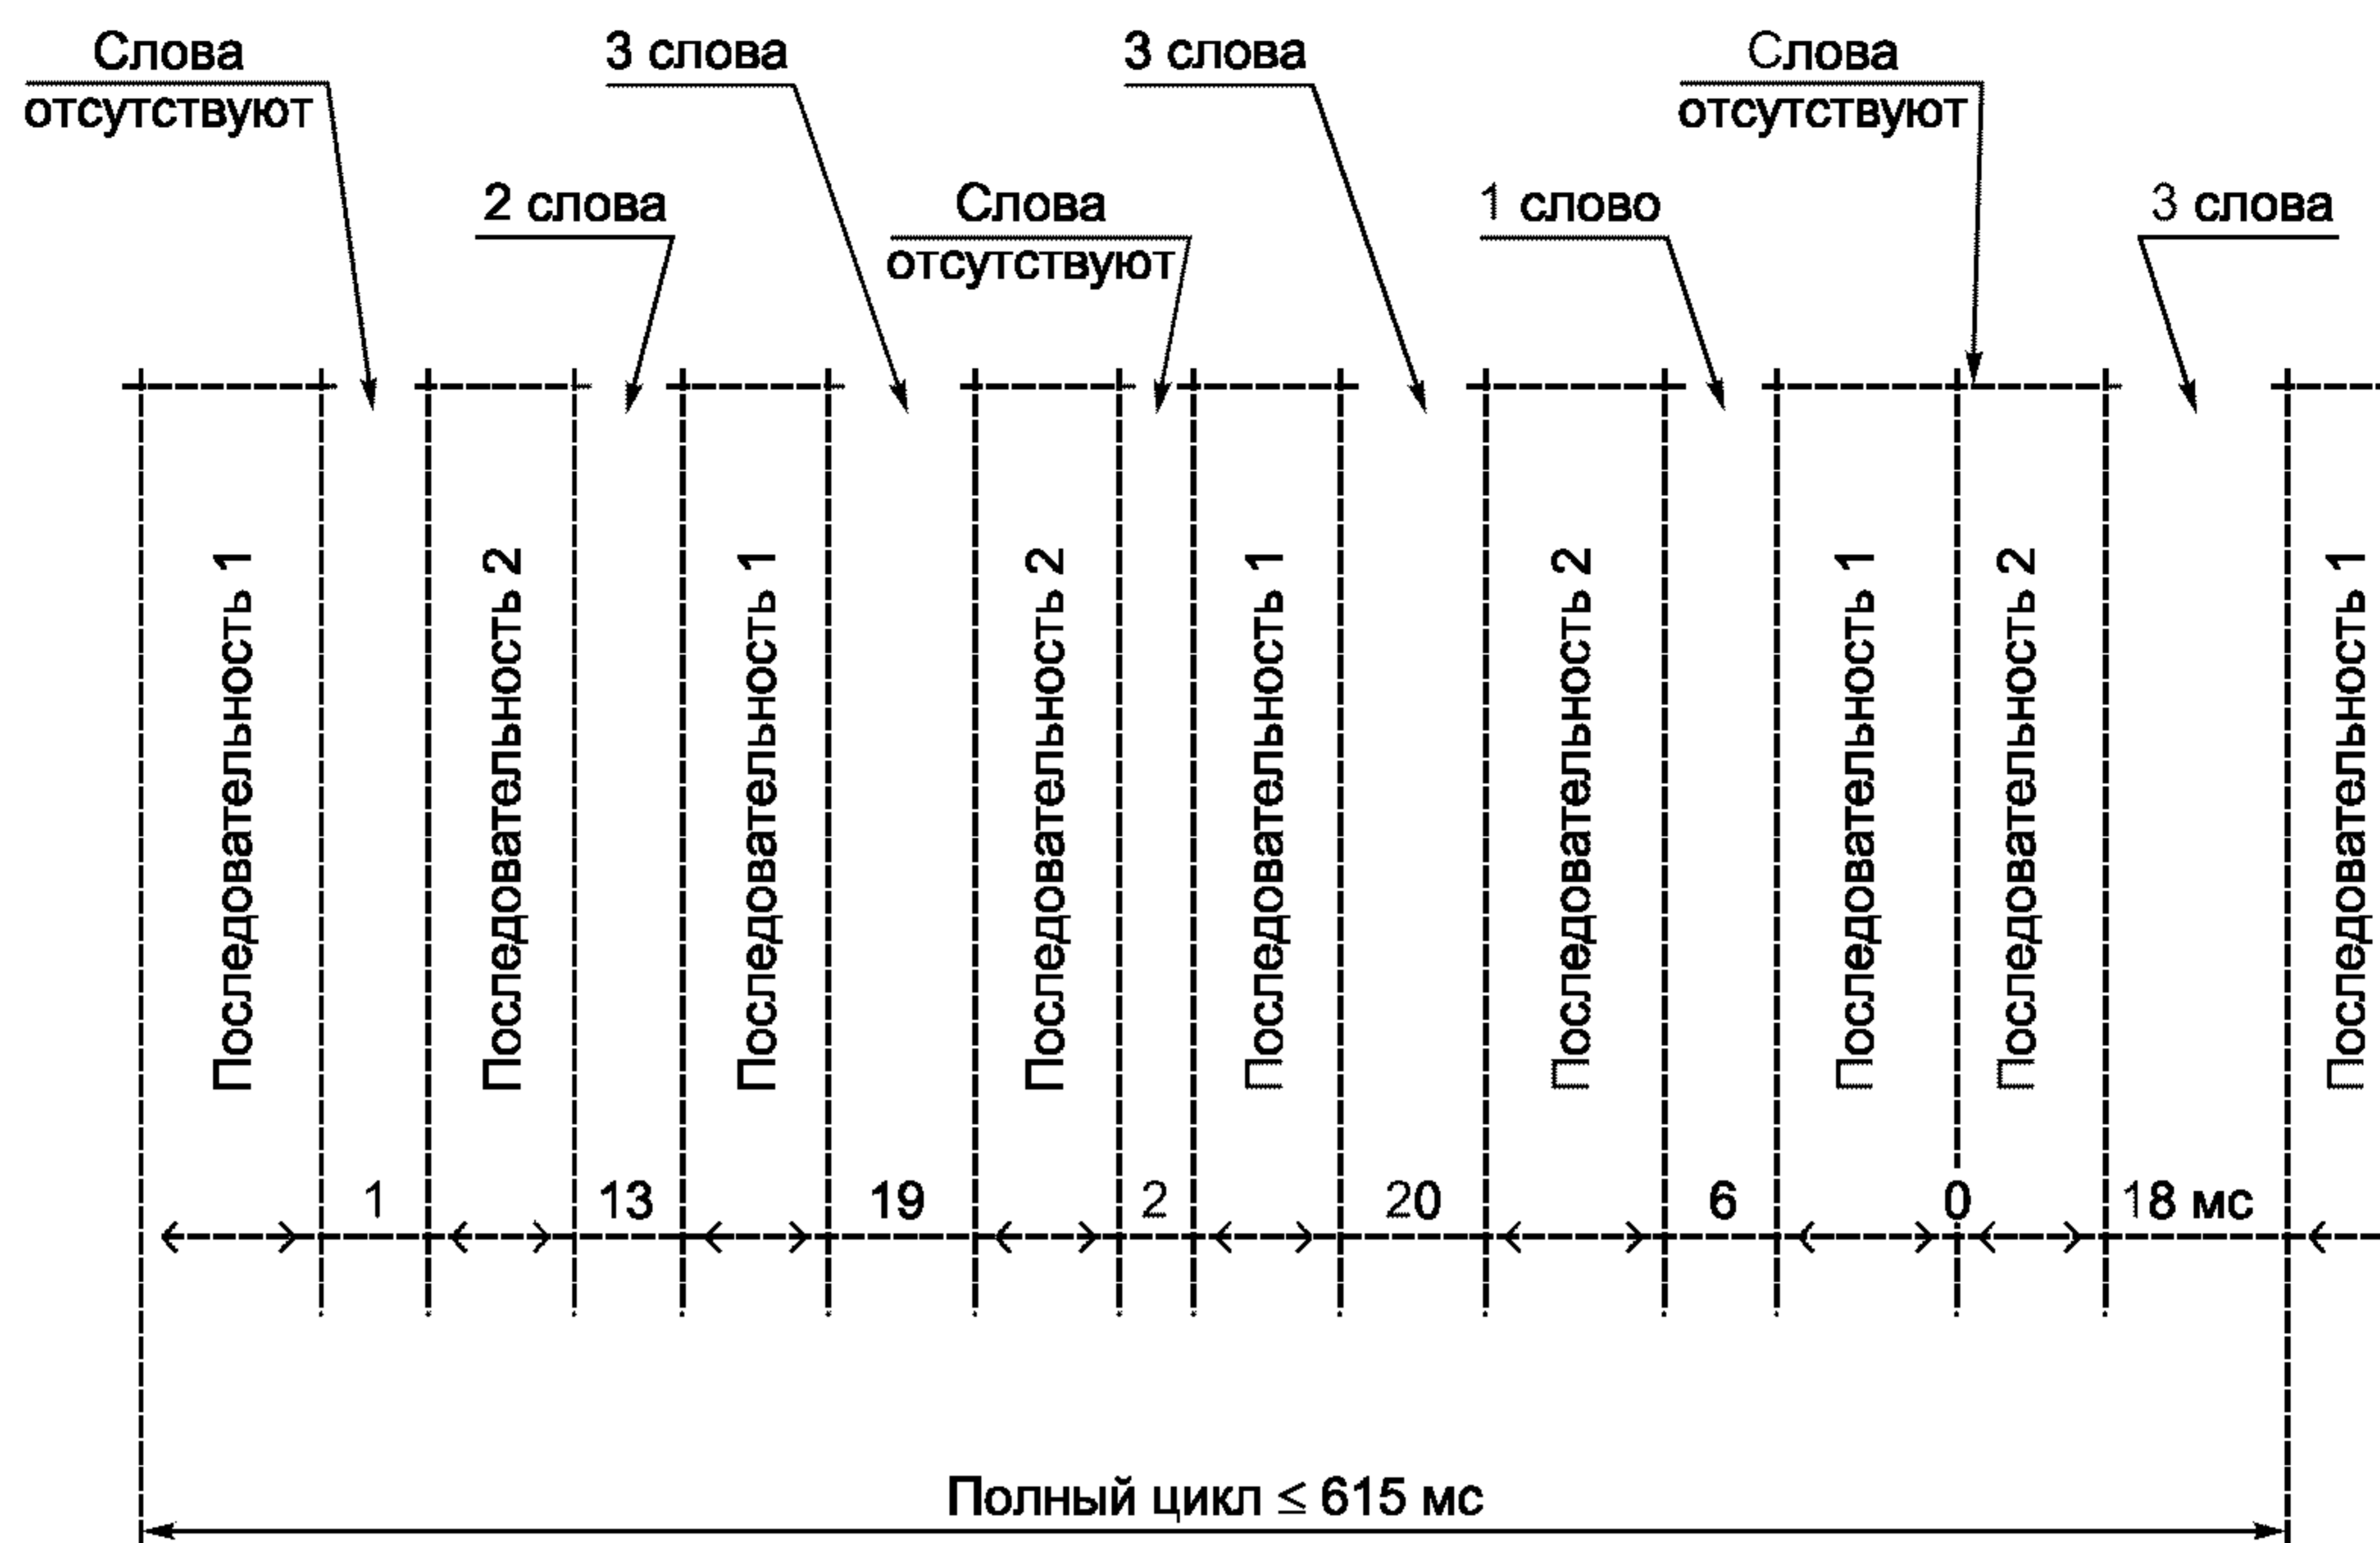 Слова
отсутствуют
3 слова
3 слова
Слова
отсутствуют
2 слова
Слова
отсутствуют
1 слово
3 слова
Последовательность 1
Последовательность 2
Последовательность 1
Последовательность 2
Последовательность 1
Последовательность 2
Последовательность 1
Последовательность 2
Последовательность 1
1
13
19
2
20
6
0
18 мс
Полный цикл ≤ 615 мс